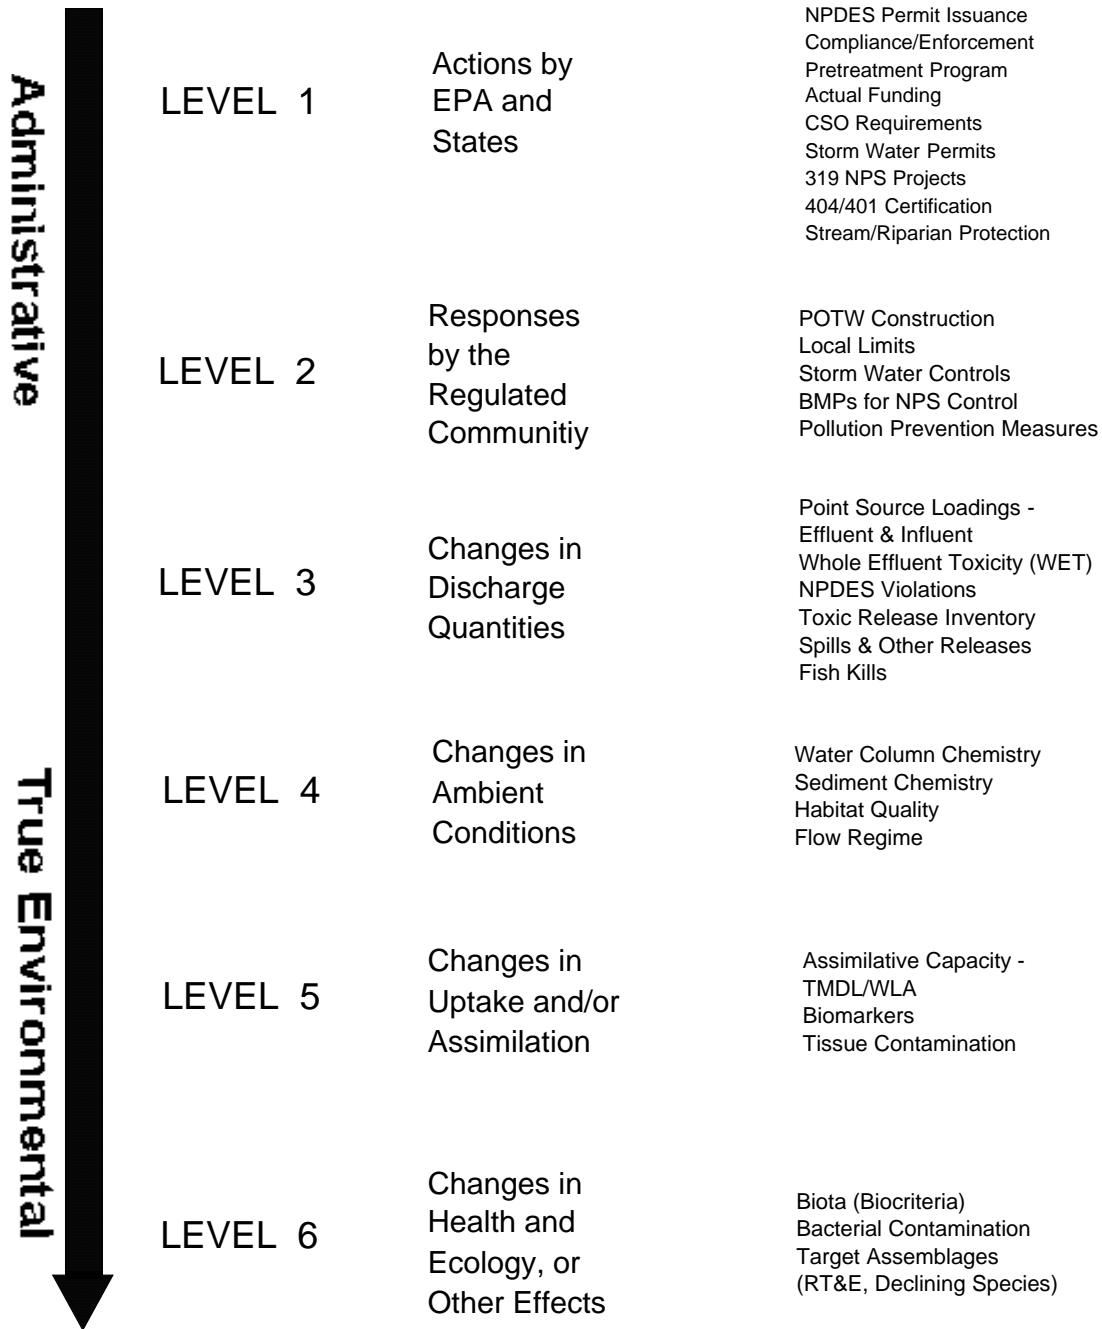 Administrative
True Environmental
LEVEL 1
Actions by
EPA and
States
NPDES Permit Issuance
Compliance/Enforcement
Pretreatment Program
Actual Funding
CSO Requirements
Storm Water Permits
319 NPS Projects
404/401 Certification
Stream/Riparian Protection
LEVEL 2
Responses
by the
Regulated
Communitiy
POTW Construction
Local Limits
Storm Water Controls
BMPs for NPS Control
Pollution Prevention Measures
LEVEL 3
Changes in
Discharge
Quantities
Point Source Loadings -
Effluent & Influent
Whole Effluent Toxicity (WET)
NPDES Violations
Toxic Release Inventory
Spills & Other Releases
Fish Kills
LEVEL 4
Changes in
Ambient
Conditions
Water Column Chemistry
Sediment Chemistry
Habitat Quality
Flow Regime
LEVEL 5
Changes in
Uptake and/or
Assimilation
Assimilative Capacity -
TMDL/WLA
Biomarkers
Tissue Contamination
LEVEL 6
Changes in
Health and
Ecology, or
Other Effects
Biota (Biocriteria)
Bacterial Contamination
Target Assemblages
(RT&E, Declining Species)